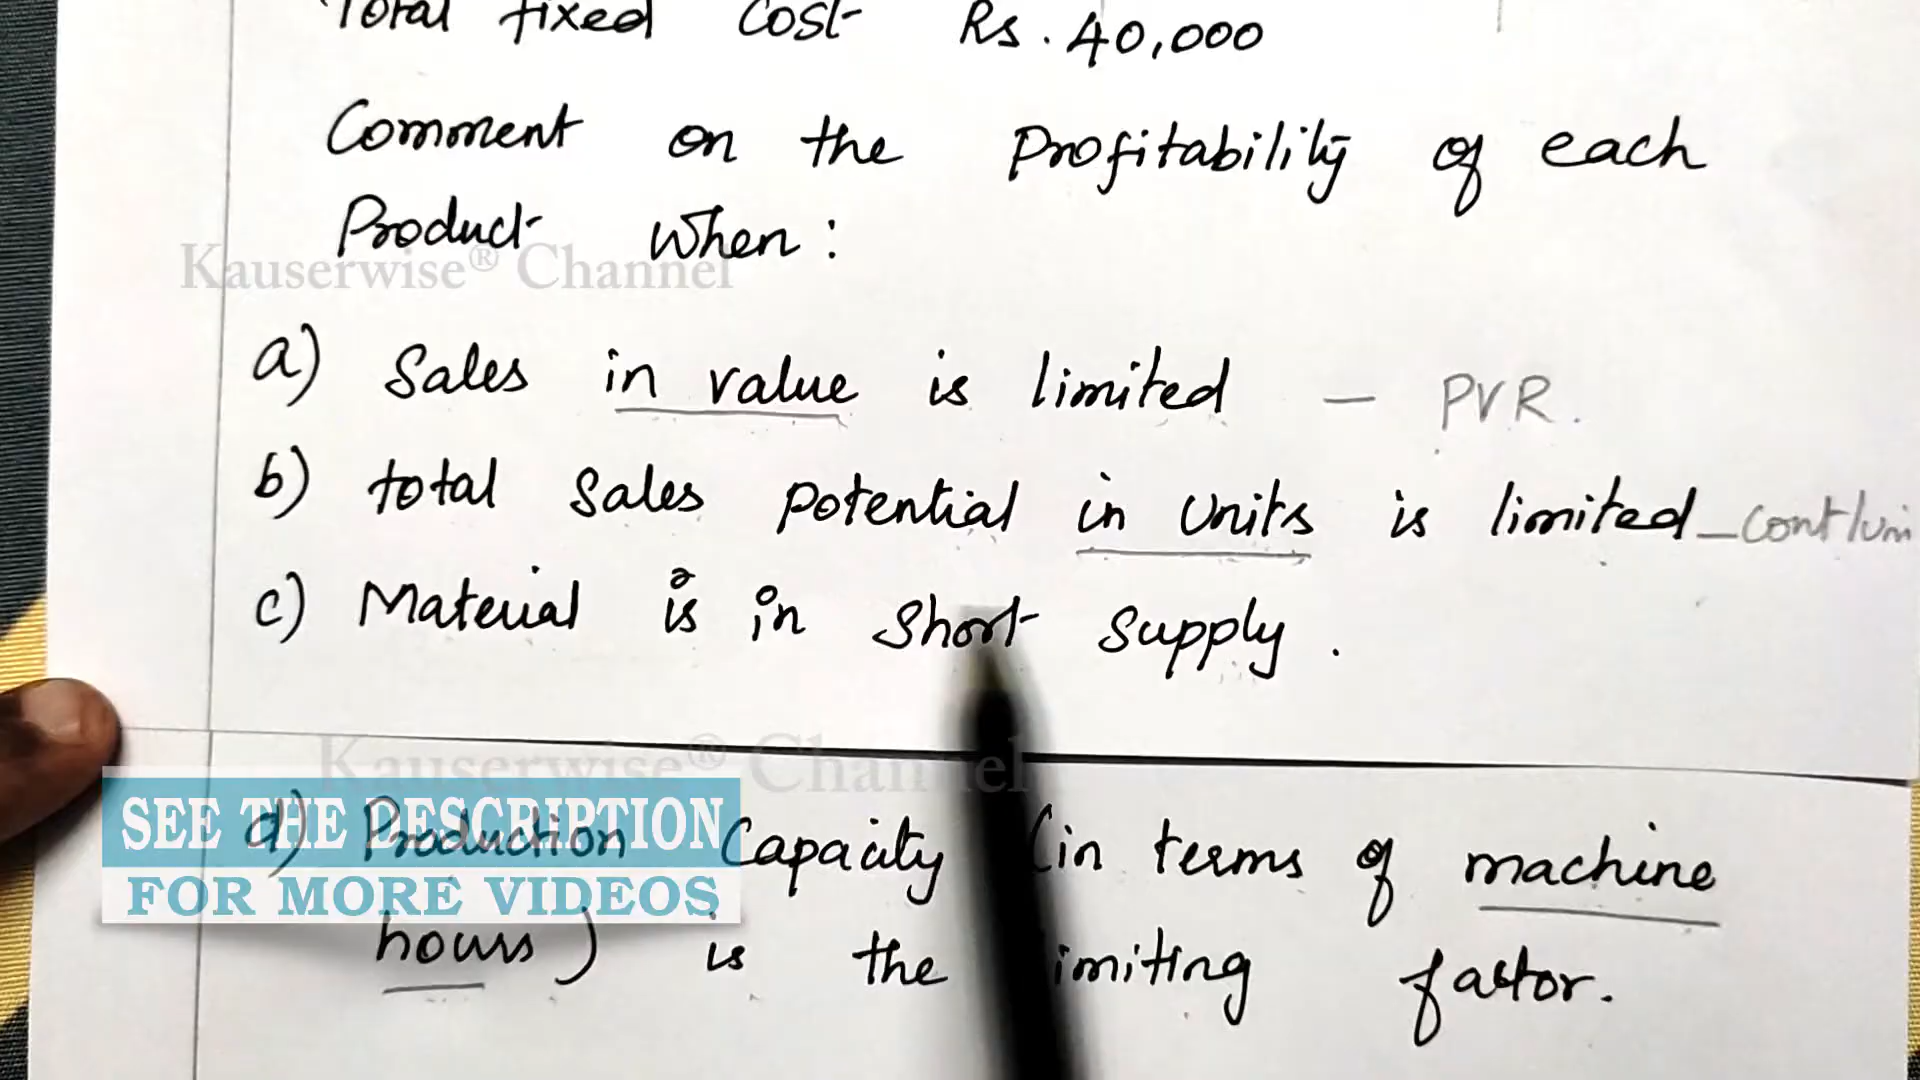 Total fixed Cost Rs. 40,000
Comment on the Profitability of each
Product when:
Kauserwise® Channel
a) Sales in value is limited - PVR.
b) total Sales potential in units is limited - cont/uni
c) Material is in short supply.
Kauserwise® Channel
SEE THE DESCRIPTION
FOR MORE VIDEOS
d) Production Capacity (in terms of machine
hours) is the limiting factor.